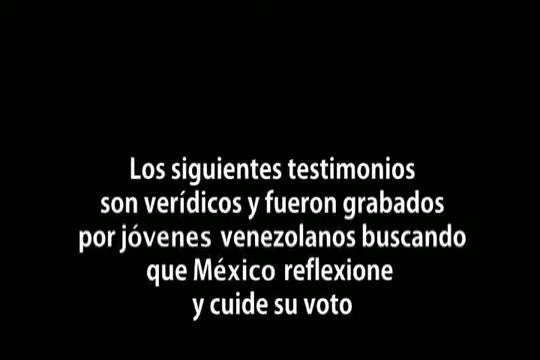 Los siguientes testimonios
son verídicos y fueron grabados
por jóvenes venezolanos buscando
que México reflexione
y cuide su voto